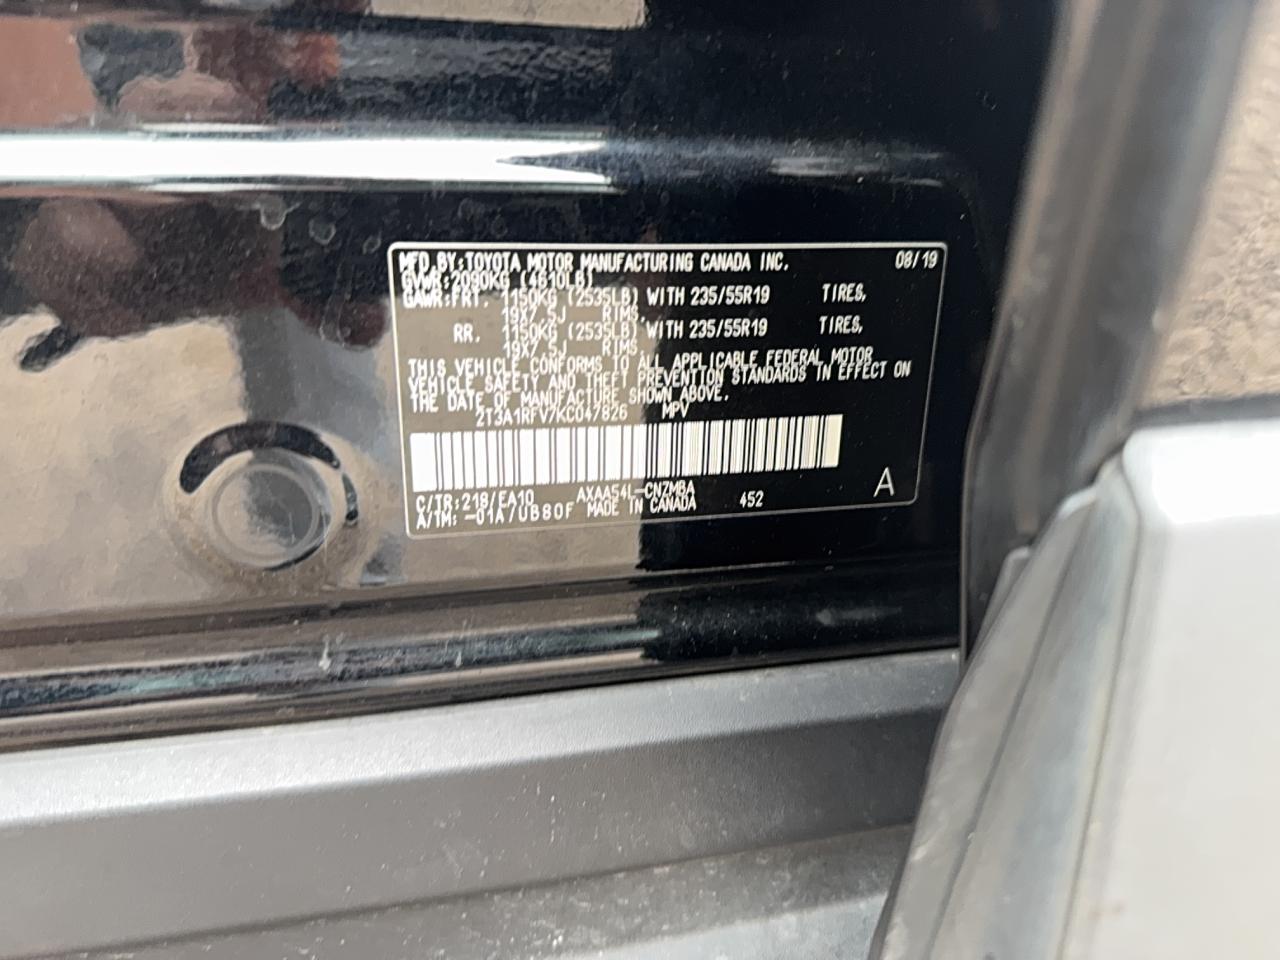 MFD.BY:TOYOTA MOTOR MANUFACTURING CANADA INC. 08/19
GVWR:2090KG (4610LB)
GAWR:FRT. 1150KG (2535LB) WITH 235/55R19 TIRES,
19X7.5J RIMS.
RR. 1150KG (2535LB) WITH 235/55R19 TIRES,
19X7.5J RIMS.
THIS VEHICLE CONFORMS TO ALL APPLICABLE FEDERAL MOTOR
VEHICLE SAFETY AND THEFT PREVENTION STANDARDS IN EFFECT ON
THE DATE OF MANUFACTURE SHOWN ABOVE.
2T3A1RFV7KC047826 MPV
C/TR:218/EA10 AXAA54L-CNZMBA 452 A
A/TM: -01A/UB80F MADE IN CANADA